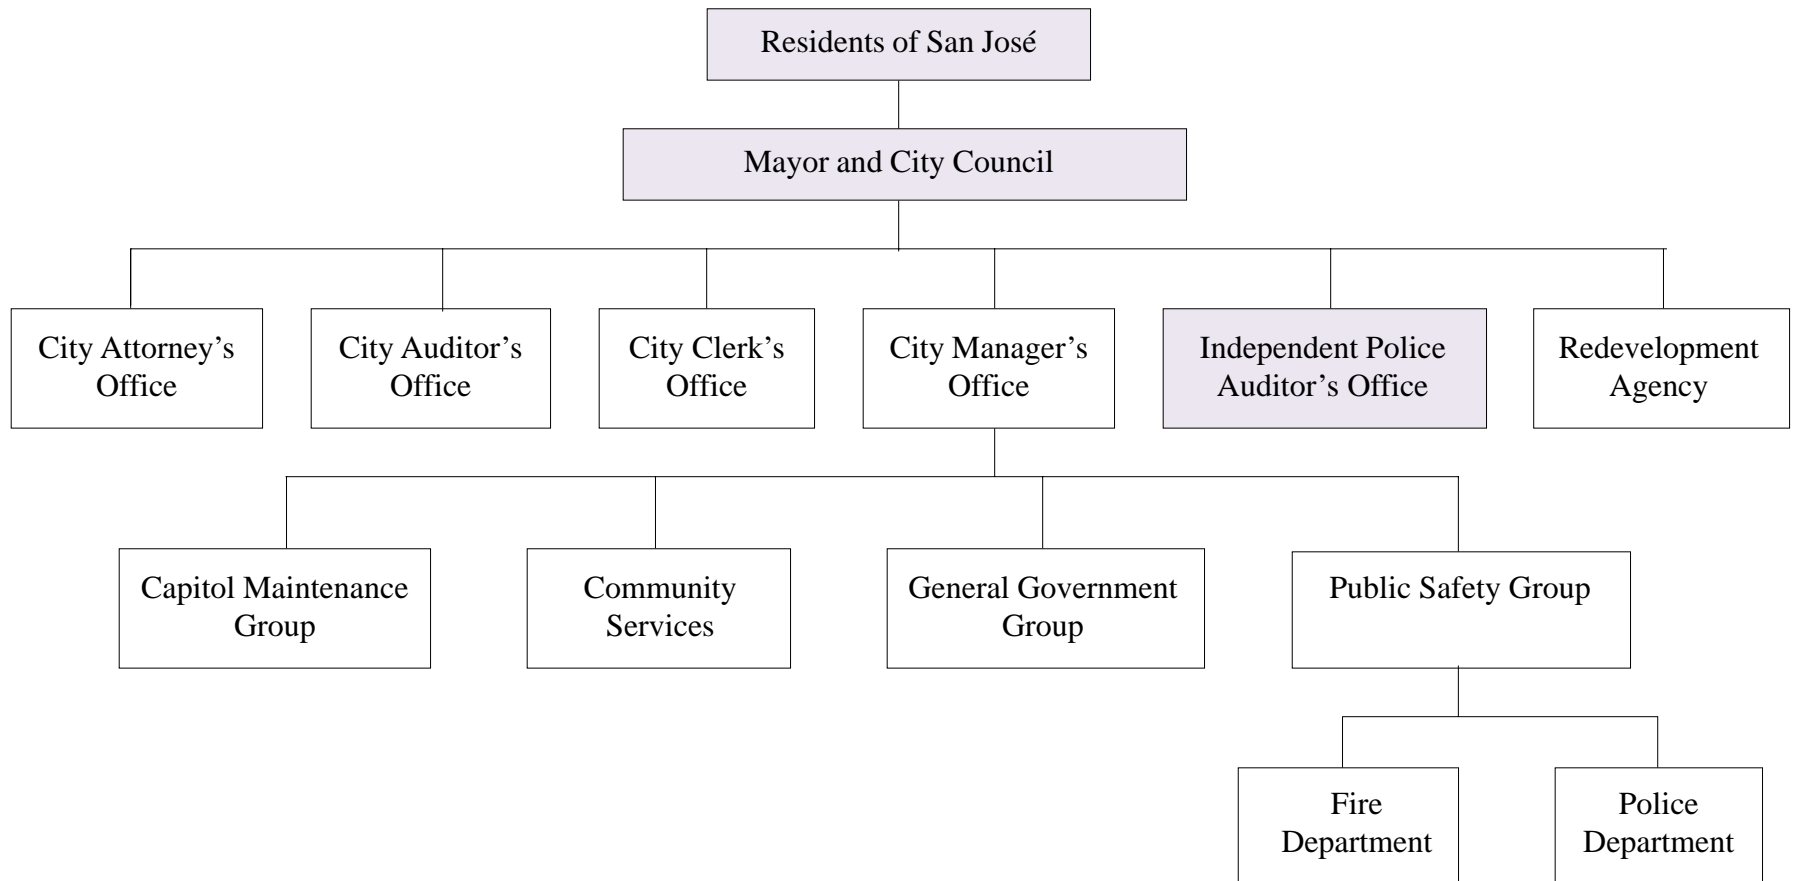 Residents of San José
Mayor and City Council
City Attorney’s
Office
City Auditor’s
Office
City Clerk’s
Office
City Manager’s
Office
Independent Police
Auditor’s Office
Redevelopment
Agency
Capitol Maintenance
Group
Community
Services
General Government
Group
Public Safety Group
Fire
Department
Police
Department